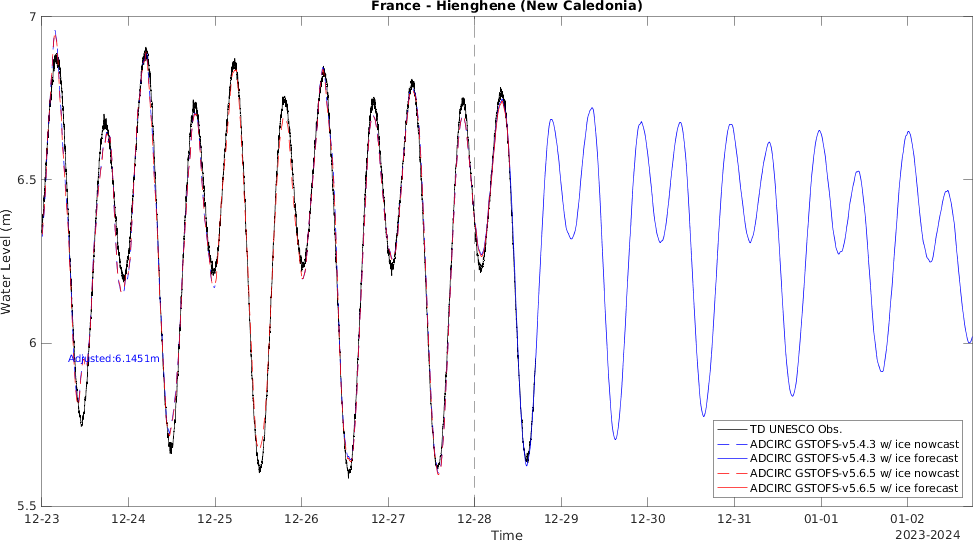 France - Hienghene (New Caledonia)
7
6.5
6
5.5
Water Level (m)
Adjusted:6.1451m
TD UNESCO Obs.
ADCIRC GSTOFS-v5.4.3 w/ ice nowcast
ADCIRC GSTOFS-v5.4.3 w/ ice forecast
ADCIRC GSTOFS-v5.6.5 w/ ice nowcast
ADCIRC GSTOFS-v5.6.5 w/ ice forecast
12-23 12-24 12-25 12-26 12-27 12-28 12-29 12-30 12-31 01-01 01-02
Time
2023-2024